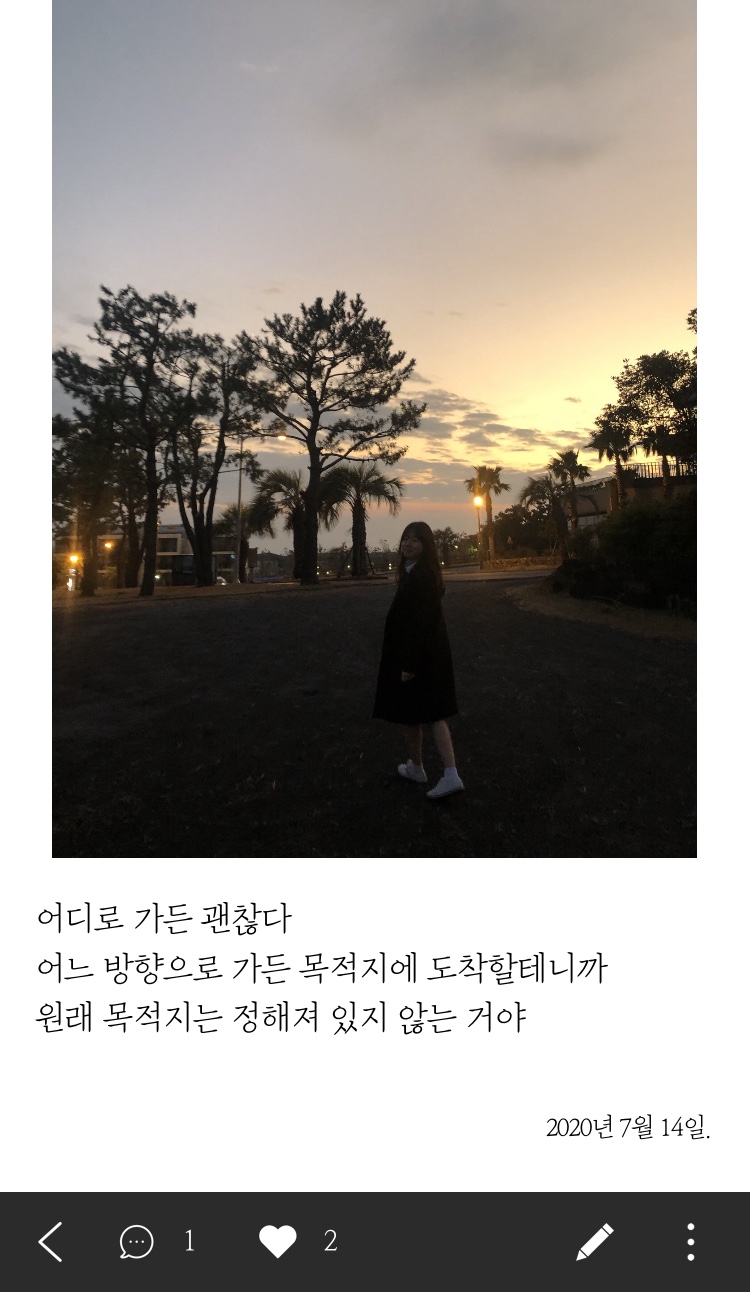 어디로 가든 괜찮다
어느 방향으로 가든 목적지에 도착할테니까
원래 목적지는 정해져 있지 않는 거야
2020년 7월 14일.
1
2